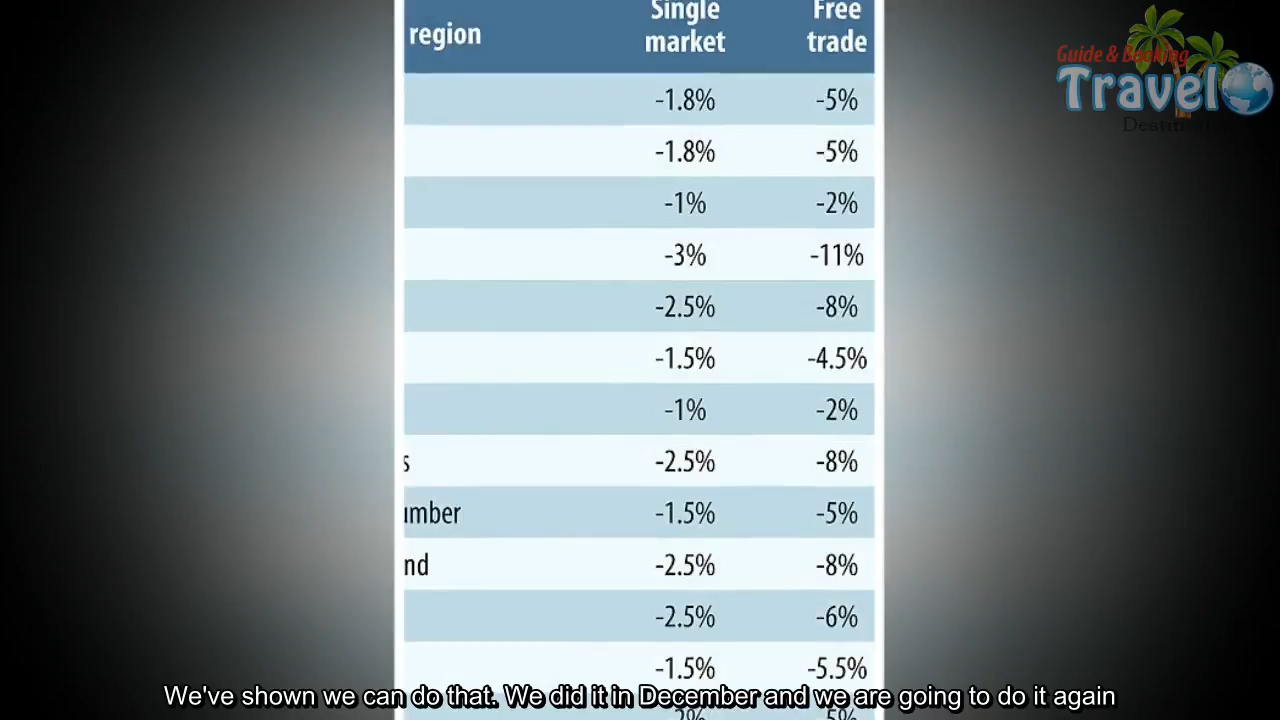 Single Free
region market trade
-1.8% -5%
-1.8% -5%
-1% -2%
-3% -11%
-2.5% -8%
-1.5% -4.5%
-1% -2%
s -2.5% -8%
umber -1.5% -5%
nd -2.5% -8%
-2.5% -6%
-1.5% -5.5%
Guide & Booking
Travel
We've shown we can do that. We did it in December and we are going to do it again